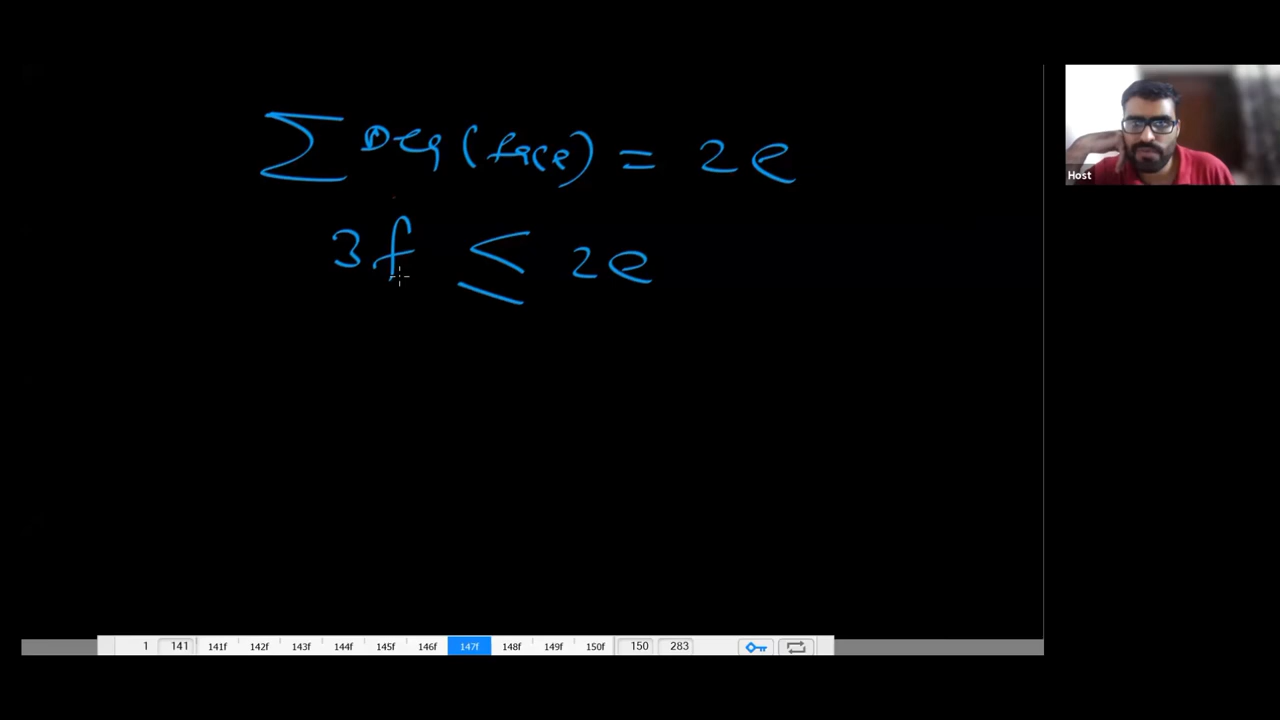 ∑ Deg(face) = 2e
3f ≤ 2e
Host
1 141 141f 142f 143f 144f 145f 146f 147f 148f 149f 150f 150 283